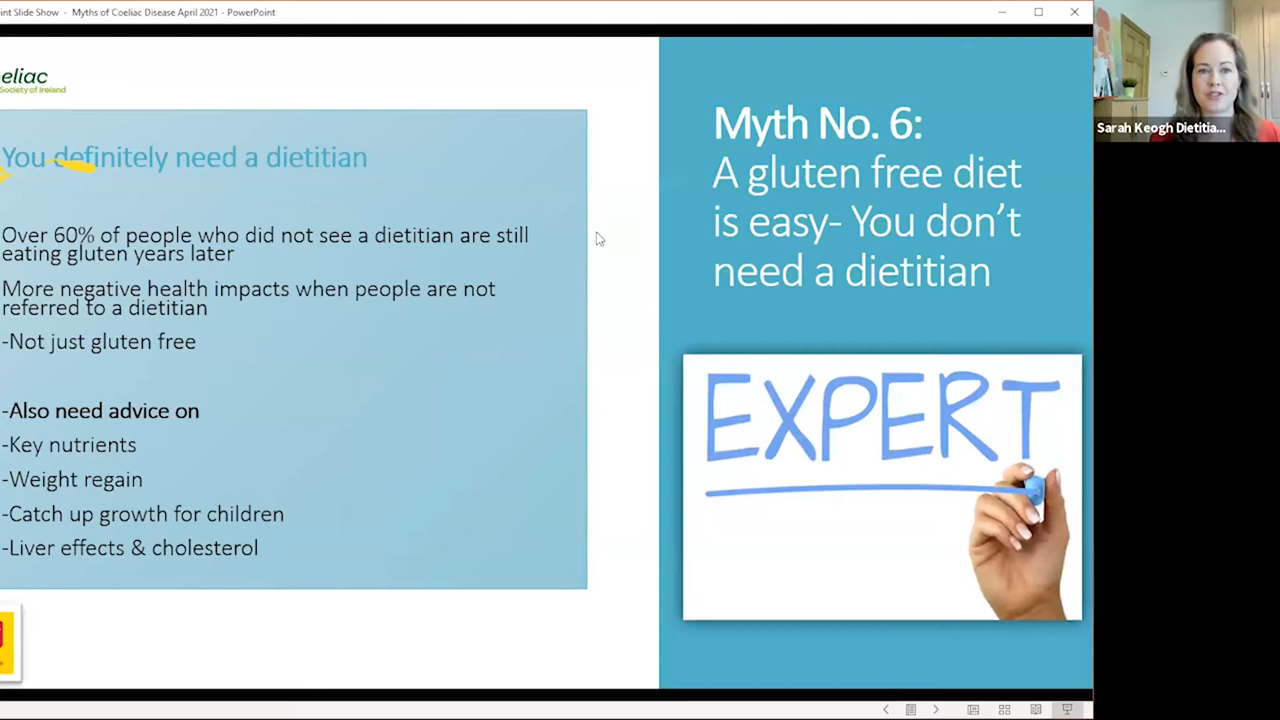 int Slide Show - Myths of Coeliac Disease April 2021 - PowerPoint
eliac
Society of Ireland
You definitely need a dietitian
Over 60% of people who did not see a dietitian are still
eating gluten years later
More negative health impacts when people are not
referred to a dietitian
-Not just gluten free
-Also need advice on
-Key nutrients
-Weight regain
-Catch up growth for children
-Liver effects & cholesterol
Myth No. 6:
A gluten free diet
is easy- You don't
need a dietitian
EXPERT
Sarah Keogh Dietitia...